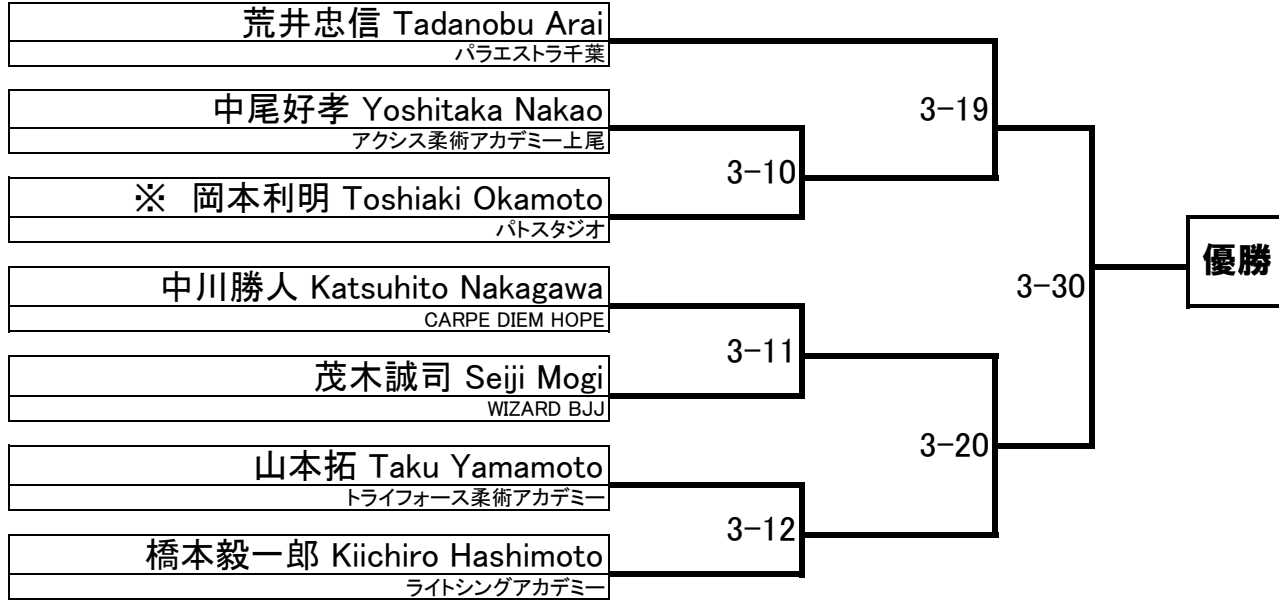 荒井忠信 Tadanobu Arai
パラエストラ千葉
中尾好孝 Yoshitaka Nakao
アクシス柔術アカデミー上尾
3-19
3-10
※ 岡本利明 Toshiaki Okamoto
パトスタジオ
優勝
中川勝人 Katsuhito Nakagawa
CARPE DIEM HOPE
3-30
3-11
茂木誠司 Seiji Mogi
WIZARD BJJ
3-20
山本拓 Taku Yamamoto
トライフォース柔術アカデミー
3-12
橋本毅一郎 Kiichiro Hashimoto
ライトシングアカデミー